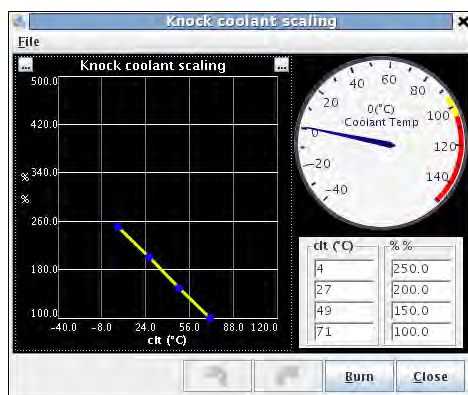 Knock coolant scaling
File
... Knock coolant scaling ...
500.0
420.0
340.0
260.0
180.0
100.0
%
%
-40.0 -8.0 24.0 56.0 88.0 120.0
clt (°C)
-40
-20
0
20
40
60
80
100
120
140
0(°C)
Coolant Temp
clt (°C) % %
4 250.0
27 200.0
49 150.0
71 100.0
Burn Close